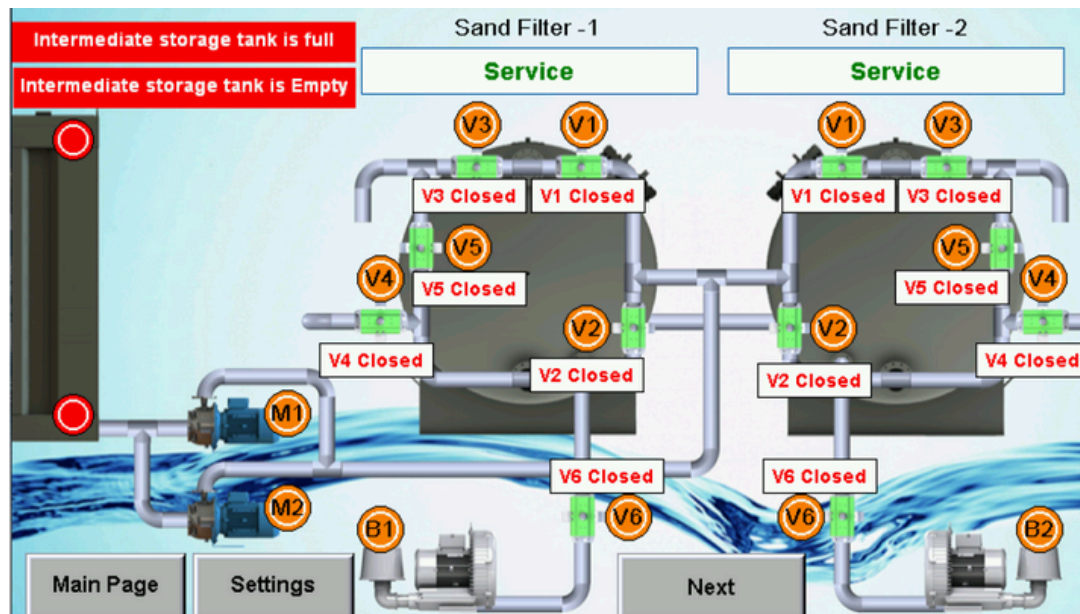 Intermediate storage tank is full
Intermediate storage tank is Empty
Sand Filter -1
Service
Sand Filter -2
Service
V3
V1
V1
V3
V3 Closed
V1 Closed
V1 Closed
V3 Closed
V5
V5
V4
V5 Closed
V5 Closed
V4
V2
V2
V4 Closed
V2 Closed
V2 Closed
V4 Closed
M1
V6 Closed
V6 Closed
M2
B1
V6
V6
B2
Main Page
Settings
Next